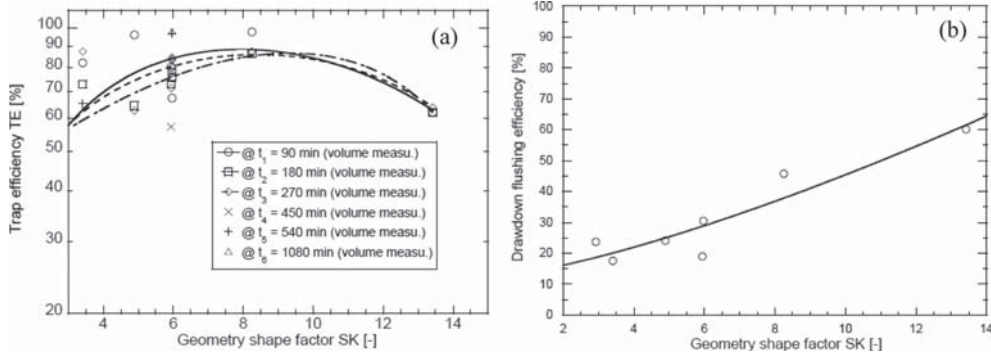 100
90
80
70
60
50
40
30
20
Trap efficiency TE [%]
(a)
@ t1 = 90 min (volume measu.)
@ t2 = 180 min (volume measu.)
@ t3 = 270 min (volume measu.)
@ t4 = 450 min (volume measu.)
@ t5 = 540 min (volume measu.)
@ t6 = 1080 min (volume measu.)
4 6 8 10 12 14
Geometry shape factor SK [-]
100
90
80
70
60
50
40
30
20
10
0
Drawdown flushing efficiency [%]
(b)
2 4 6 8 10 12 14
Geometry shape factor SK [-]